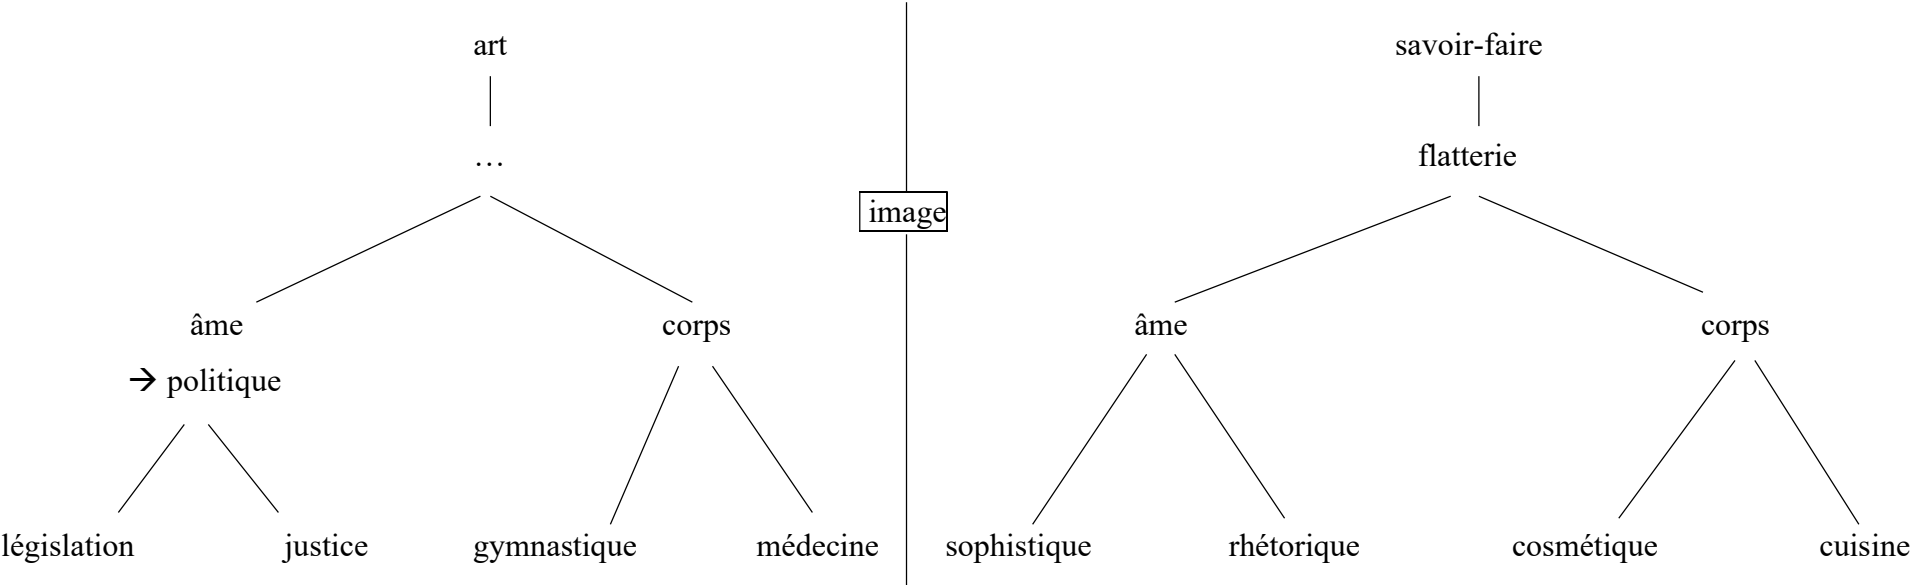 art savoir-faire
… flatterie
image
âme corps âme corps
→ politique
législation justice gymnastique médecine sophistique rhétorique cosmétique cuisine